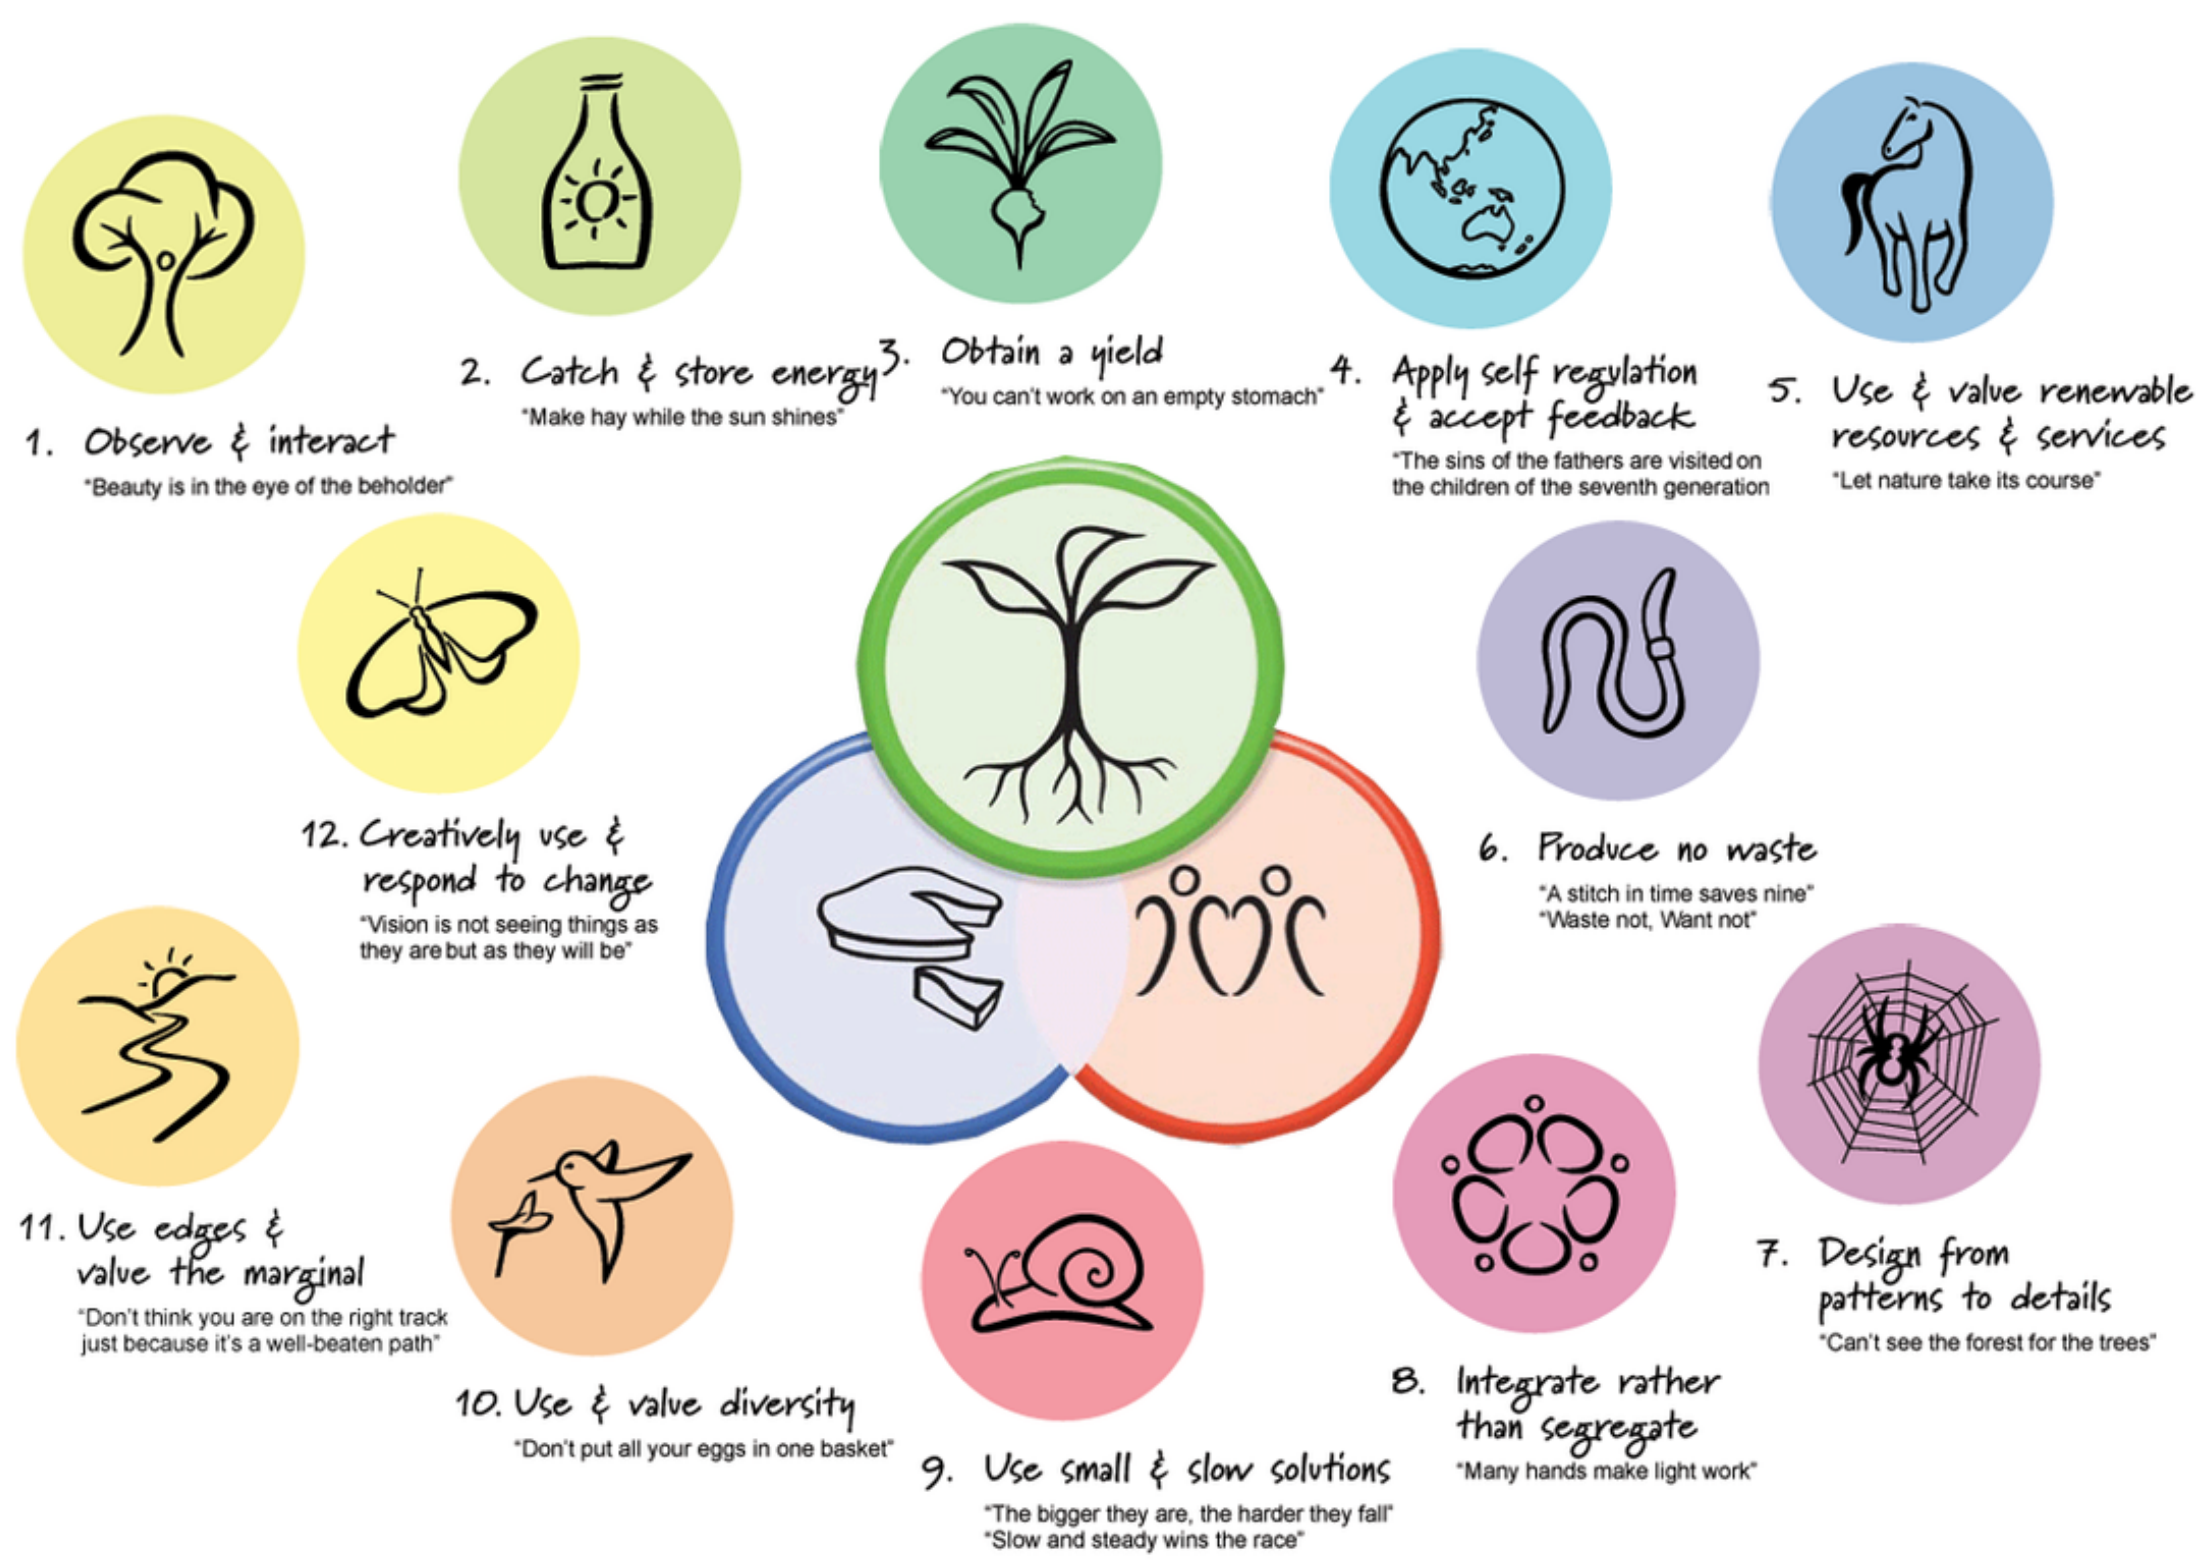 1. Observe & interact
"Beauty is in the eye of the beholder"
2. Catch & store energy
"Make hay while the sun shines"
3. Obtain a yield
"You can't work on an empty stomach"
4. Apply self regulation
& accept feedback
"The sins of the fathers are visited on
the children of the seventh generation
5. Use & value renewable
resources & services
"Let nature take its course"
6. Produce no waste
"A stitch in time saves nine"
"Waste not, Want not"
7. Design from
patterns to details
"Can't see the forest for the trees"
8. Integrate rather
than segregate
"Many hands make light work"
9. Use small & slow solutions
"The bigger they are, the harder they fall"
"Slow and steady wins the race"
10. Use & value diversity
"Don't put all your eggs in one basket"
11. Use edges &
value the marginal
"Don't think you are on the right track
just because it's a well-beaten path"
12. Creatively use &
respond to change
"Vision is not seeing things as
they are but as they will be"